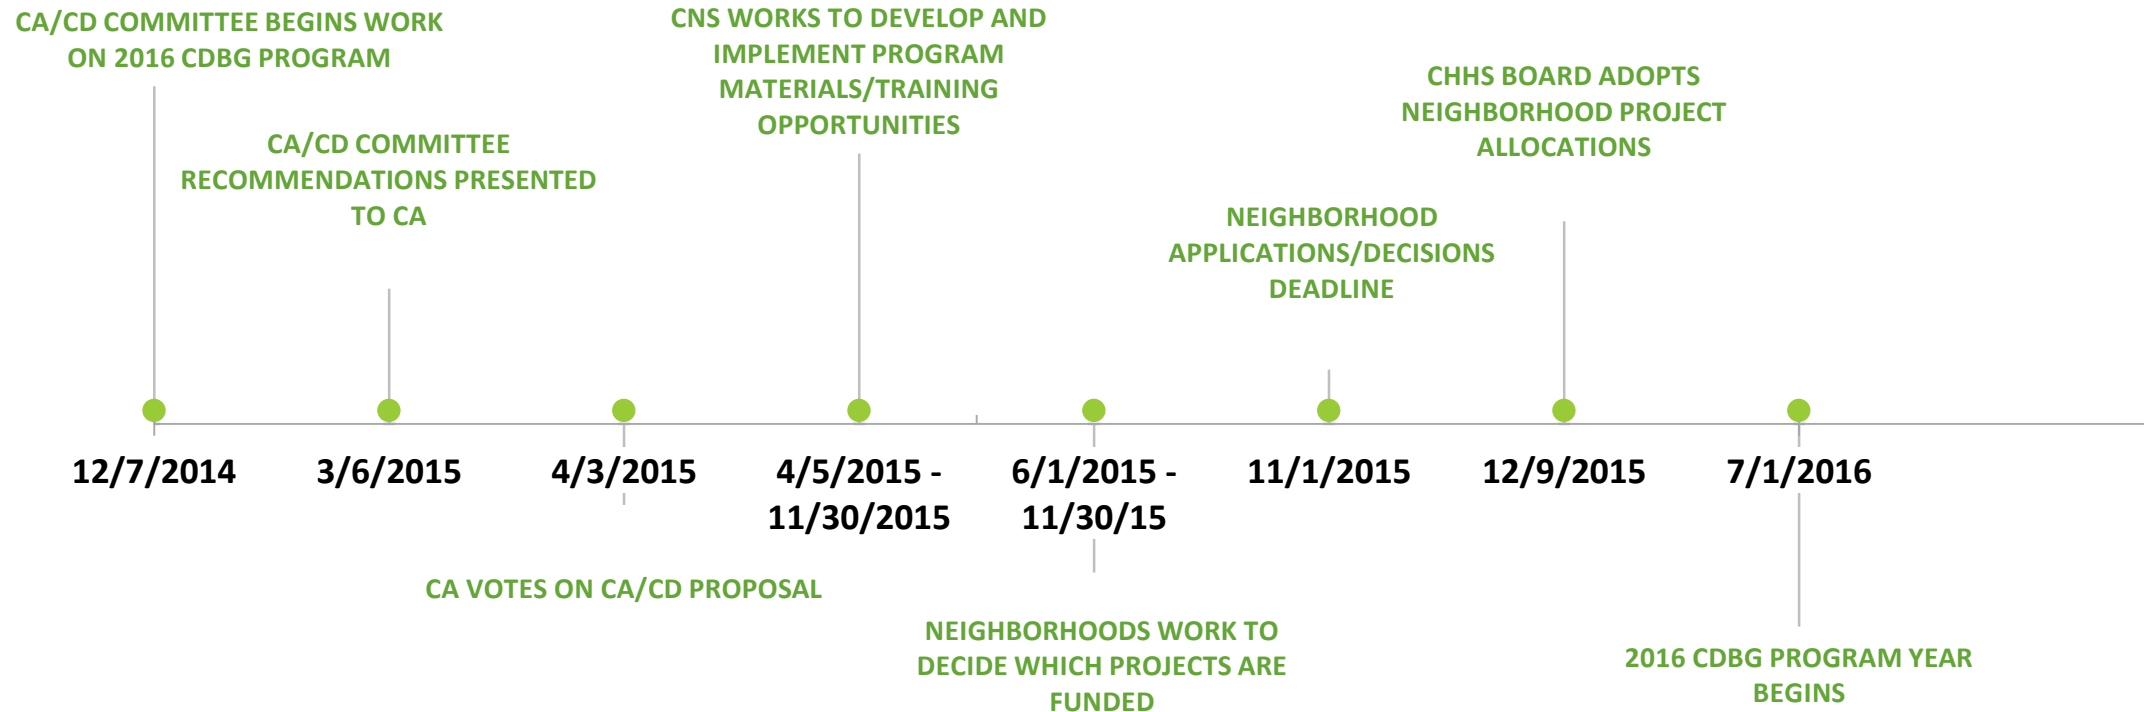 CA/CD COMMITTEE BEGINS WORK
ON 2016 CDBG PROGRAM
CA/CD COMMITTEE
RECOMMENDATIONS PRESENTED
TO CA
CNS WORKS TO DEVELOP AND
IMPLEMENT PROGRAM
MATERIALS/TRAINING
OPPORTUNITIES
NEIGHBORHOOD
APPLICATIONS/DECISIONS
DEADLINE
CHHS BOARD ADOPTS
NEIGHBORHOOD PROJECT
ALLOCATIONS
12/7/2014
3/6/2015
4/3/2015
4/5/2015 -
11/30/2015
6/1/2015 -
11/30/15
11/1/2015
12/9/2015
7/1/2016
CA VOTES ON CA/CD PROPOSAL
NEIGHBORHOODS WORK TO
DECIDE WHICH PROJECTS ARE
FUNDED
2016 CDBG PROGRAM YEAR
BEGINS